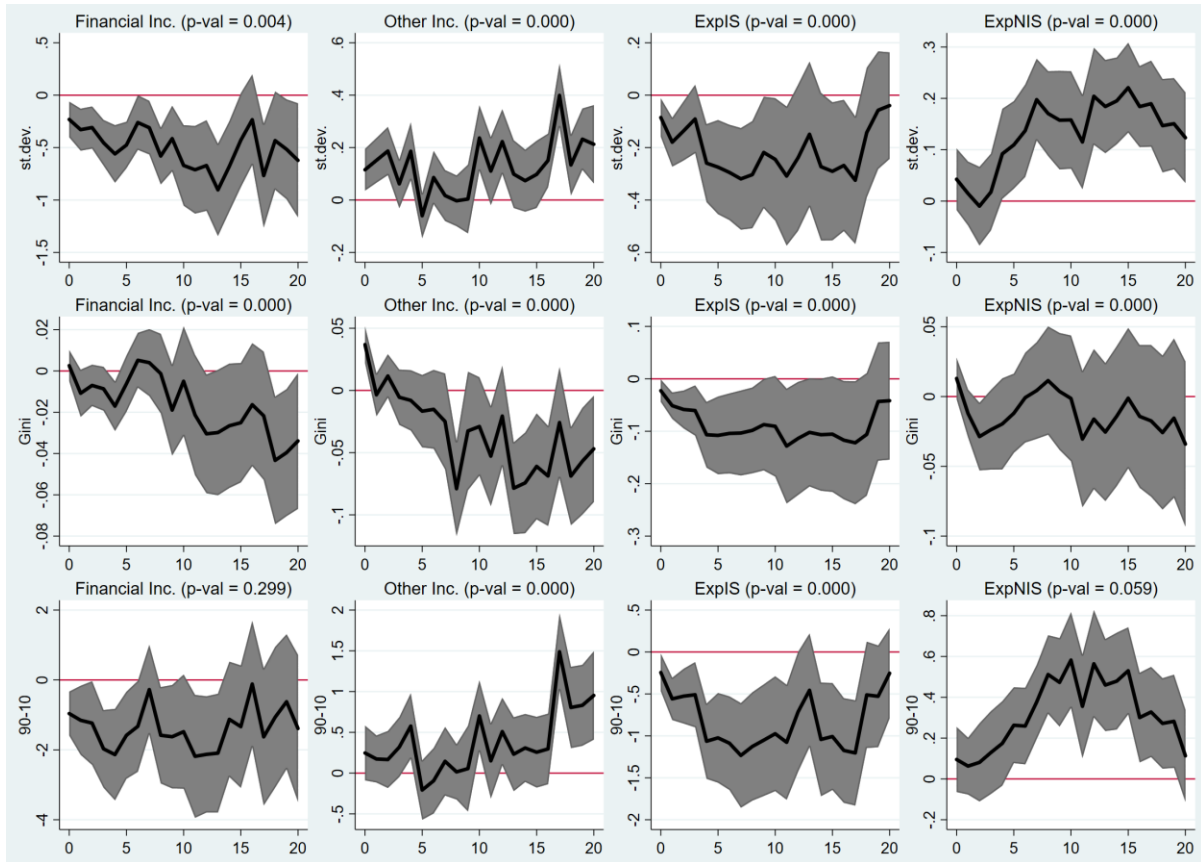 Financial Inc. (p-val = 0.004)
st.dev.
.5
0
-.5
-1
-1.5
0 5 10 15 20
Other Inc. (p-val = 0.000)
st.dev.
.6
.4
.2
0
-.2
0 5 10 15 20
ExpIS (p-val = 0.000)
st.dev.
.2
0
-.2
-.4
-.6
0 5 10 15 20
ExpNIS (p-val = 0.000)
st.dev.
.3
.2
.1
0
-.1
0 5 10 15 20
Financial Inc. (p-val = 0.000)
Gini
.02
0
-.02
-.04
-.06
-.08
0 5 10 15 20
Other Inc. (p-val = 0.000)
Gini
.05
0
-.05
-.1
0 5 10 15 20
ExpIS (p-val = 0.000)
Gini
.1
0
-.1
-.2
-.3
0 5 10 15 20
ExpNIS (p-val = 0.000)
Gini
.05
0
-.05
-.1
0 5 10 15 20
Financial Inc. (p-val = 0.299)
90-10
2
0
-2
-4
0 5 10 15 20
Other Inc. (p-val = 0.000)
90-10
2
1.5
1
.5
0
-.5
0 5 10 15 20
ExpIS (p-val = 0.000)
90-10
.5
0
-.5
-1
-1.5
-2
0 5 10 15 20
ExpNIS (p-val = 0.059)
90-10
.8
.6
.4
.2
0
-.2
0 5 10 15 20